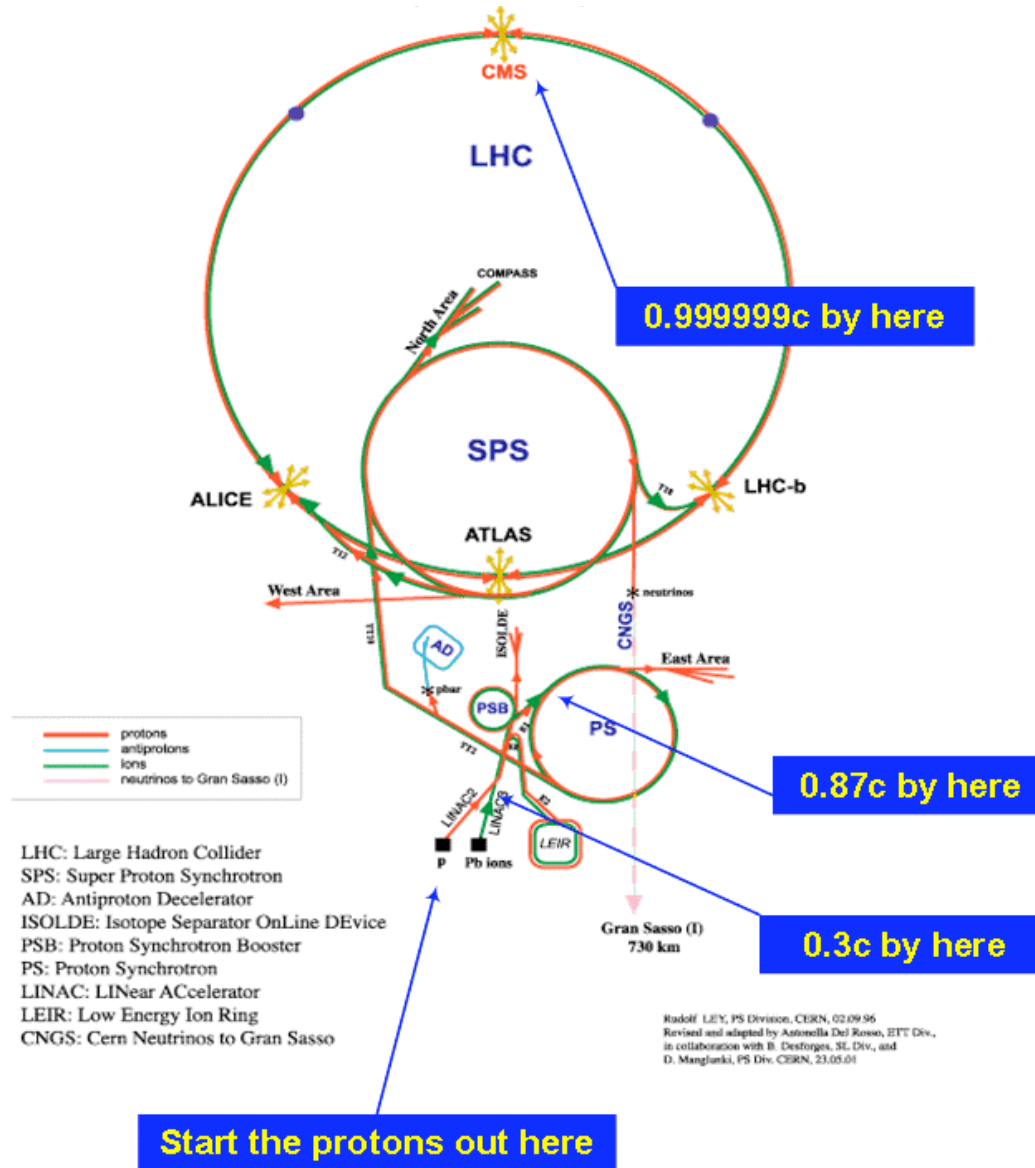 CMS
LHC
0.999999c by here
COMPASS
North Area
SPS
ALICE
LHC-b
TI8
ATLAS
TI2
West Area
neutrinos
CNGS
ISOLDE
East Area
AD
TT10
pbar
PSB
PS
E1
TT2
0.87c by here
protons
antiprotons
ions
neutrinos to Gran Sasso (I)
LINAC2
LINAC3
E2
LEIR
p
Pb ions
LHC: Large Hadron Collider
SPS: Super Proton Synchrotron
AD: Antiproton Decelerator
ISOLDE: Isotope Separator OnLine DEvice
PSB: Proton Synchrotron Booster
PS: Proton Synchrotron
LINAC: LINear ACcelerator
LEIR: Low Energy Ion Ring
CNGS: Cern Neutrinos to Gran Sasso
Gran Sasso (I)
730 km
0.3c by here
Rudolf LEY, PS Division, CERN, 02.09.96
Revised and adapted by Antonella Del Rosso, ETT Div.,
in collaboration with B. Desforges, SL Div., and
D. Manglunki, PS Div. CERN, 23.05.01
Start the protons out here